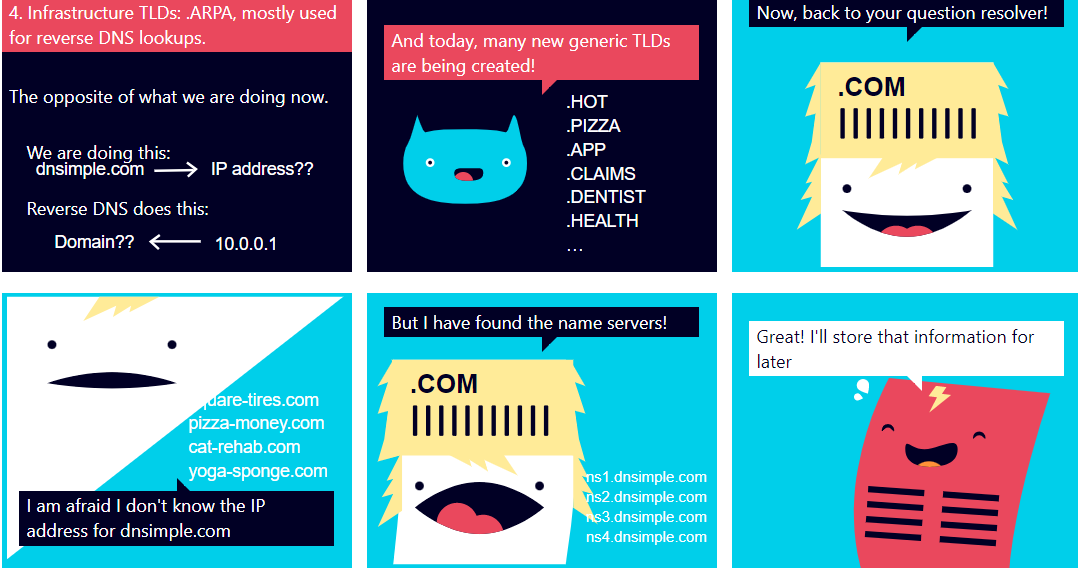 4. Infrastructure TLDs: .ARPA, mostly used
for reverse DNS lookups.
The opposite of what we are doing now.
We are doing this:
dnsimple.com → IP address??
Reverse DNS does this:
Domain?? ← 10.0.0.1
And today, many new generic TLDs
are being created!
.HOT
.PIZZA
.APP
.CLAIMS
.DENTIST
.HEALTH
...
Now, back to your question resolver!
.COM
square-tires.com
pizza-money.com
cat-rehab.com
yoga-sponge.com
I am afraid I don't know the IP
address for dnsimple.com
But I have found the name servers!
.COM
ns1.dnsimple.com
ns2.dnsimple.com
ns3.dnsimple.com
ns4.dnsimple.com
Great! I'll store that information for
later